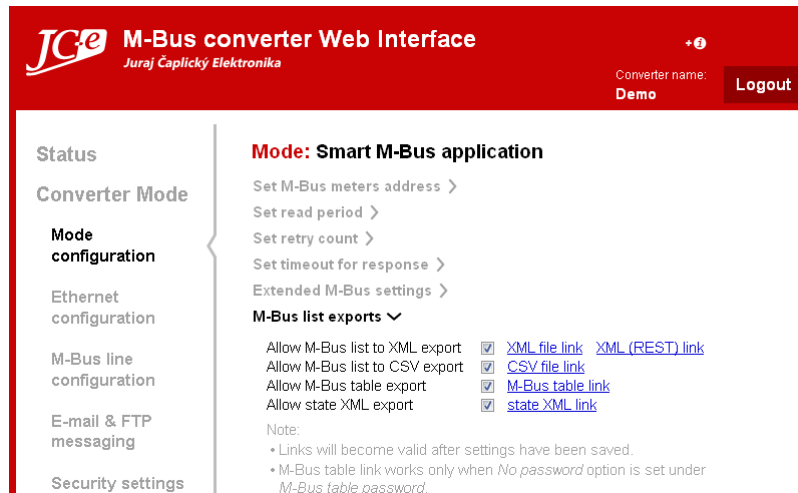 JC-e M-Bus converter Web Interface
Juraj Čaplický Elektronika
+i
Converter name:
Demo
Logout
Status
Converter Mode
Mode
configuration
Ethernet
configuration
M-Bus line
configuration
E-mail & FTP
messaging
Security settings
Mode: Smart M-Bus application
Set M-Bus meters address >
Set read period >
Set retry count >
Set timeout for response >
Extended M-Bus settings >
M-Bus list exports
Allow M-Bus list to XML export XML file link XML (REST) link
Allow M-Bus list to CSV export CSV file link
Allow M-Bus table export M-Bus table link
Allow state XML export state XML link
Note:
• Links will become valid after settings have been saved.
• M-Bus table link works only when No password option is set under
M-Bus table password.